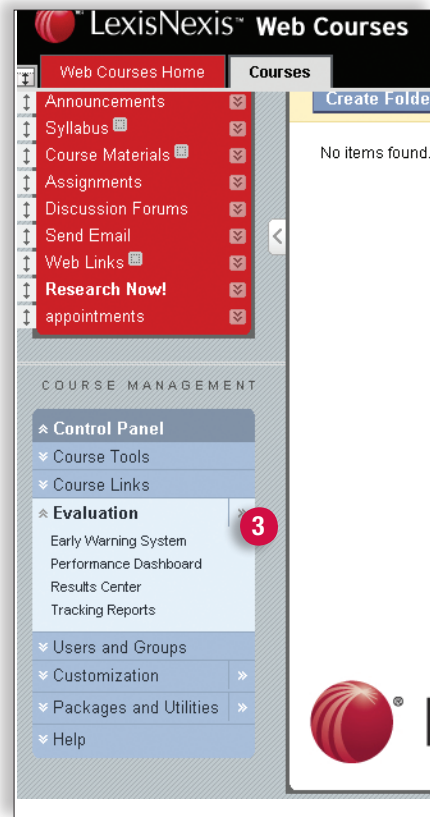 LexisNexis™ Web Courses
Web Courses Home
Courses
Announcements
Syllabus
Course Materials
Assignments
Discussion Forums
Send Email
Web Links
Research Now!
appointments
Create Folde
No items found.
COURSE MANAGEMENT
Control Panel
Course Tools
Course Links
Evaluation
3
Early Warning System
Performance Dashboard
Results Center
Tracking Reports
Users and Groups
Customization
Packages and Utilities
Help
®